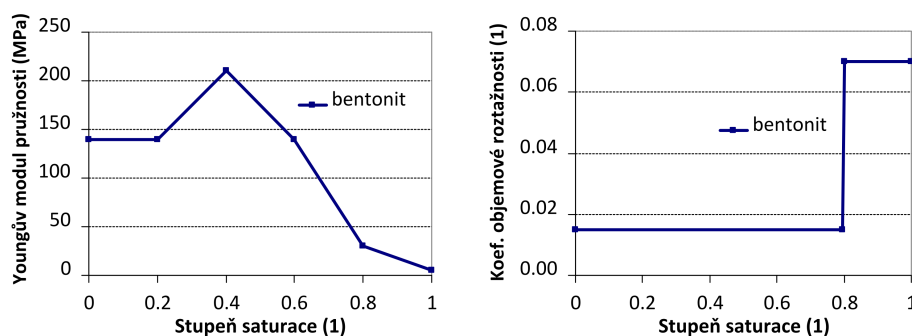 Youngův modul pružnosti (MPa)
250
200
150
100
50
0
bentonit
0 0.2 0.4 0.6 0.8 1
Stupeň saturace (1)
Koef. objemové roztažnosti (1)
0.08
0.06
0.04
0.02
0.00
bentonit
0 0.2 0.4 0.6 0.8 1
Stupeň saturace (1)